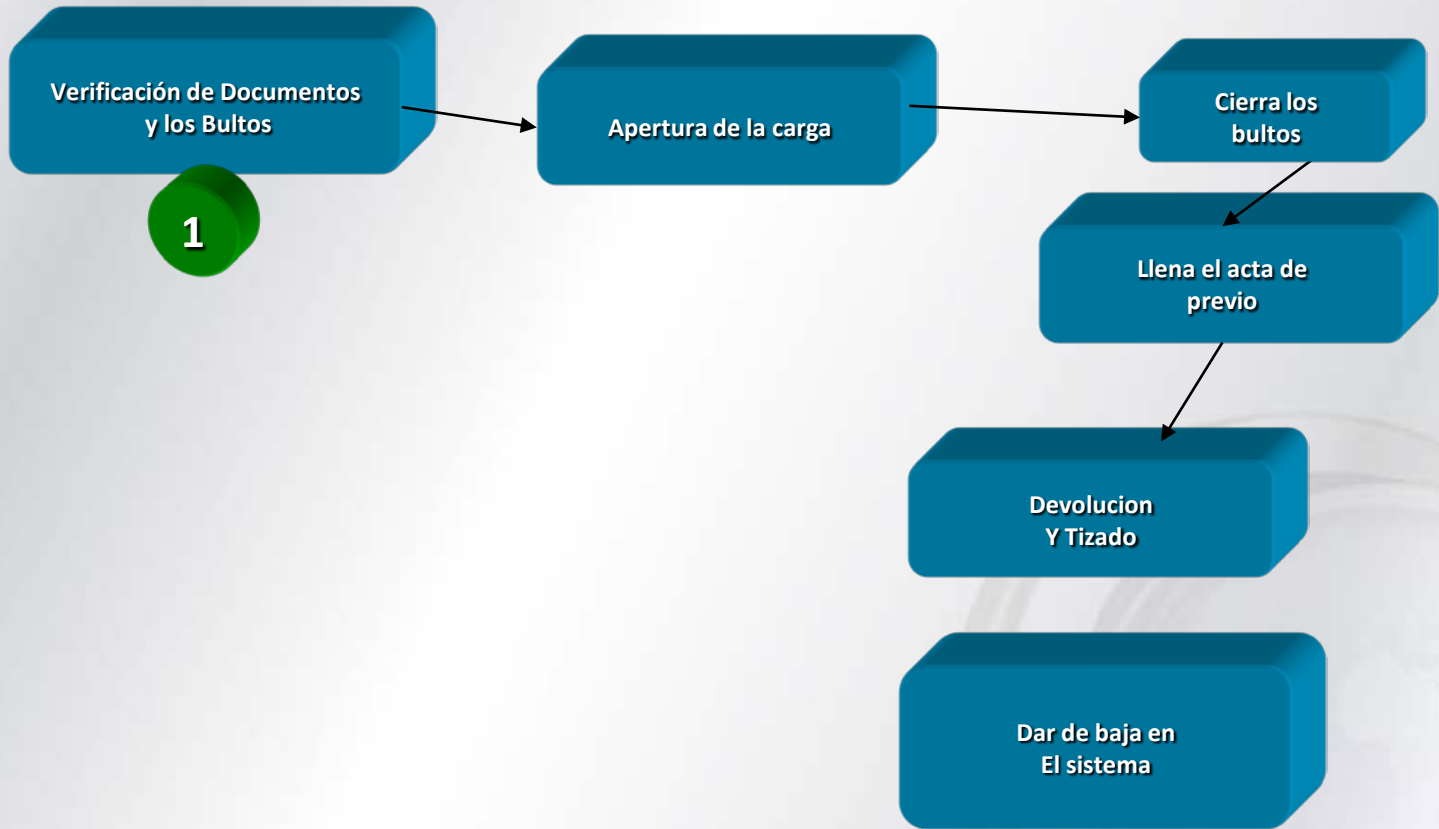 Verificación de Documentos
y los Bultos
1
Apertura de la carga
Cierra los
bultos
Llena el acta de
previo
Devolucion
Y Tizado
Dar de baja en
El sistema